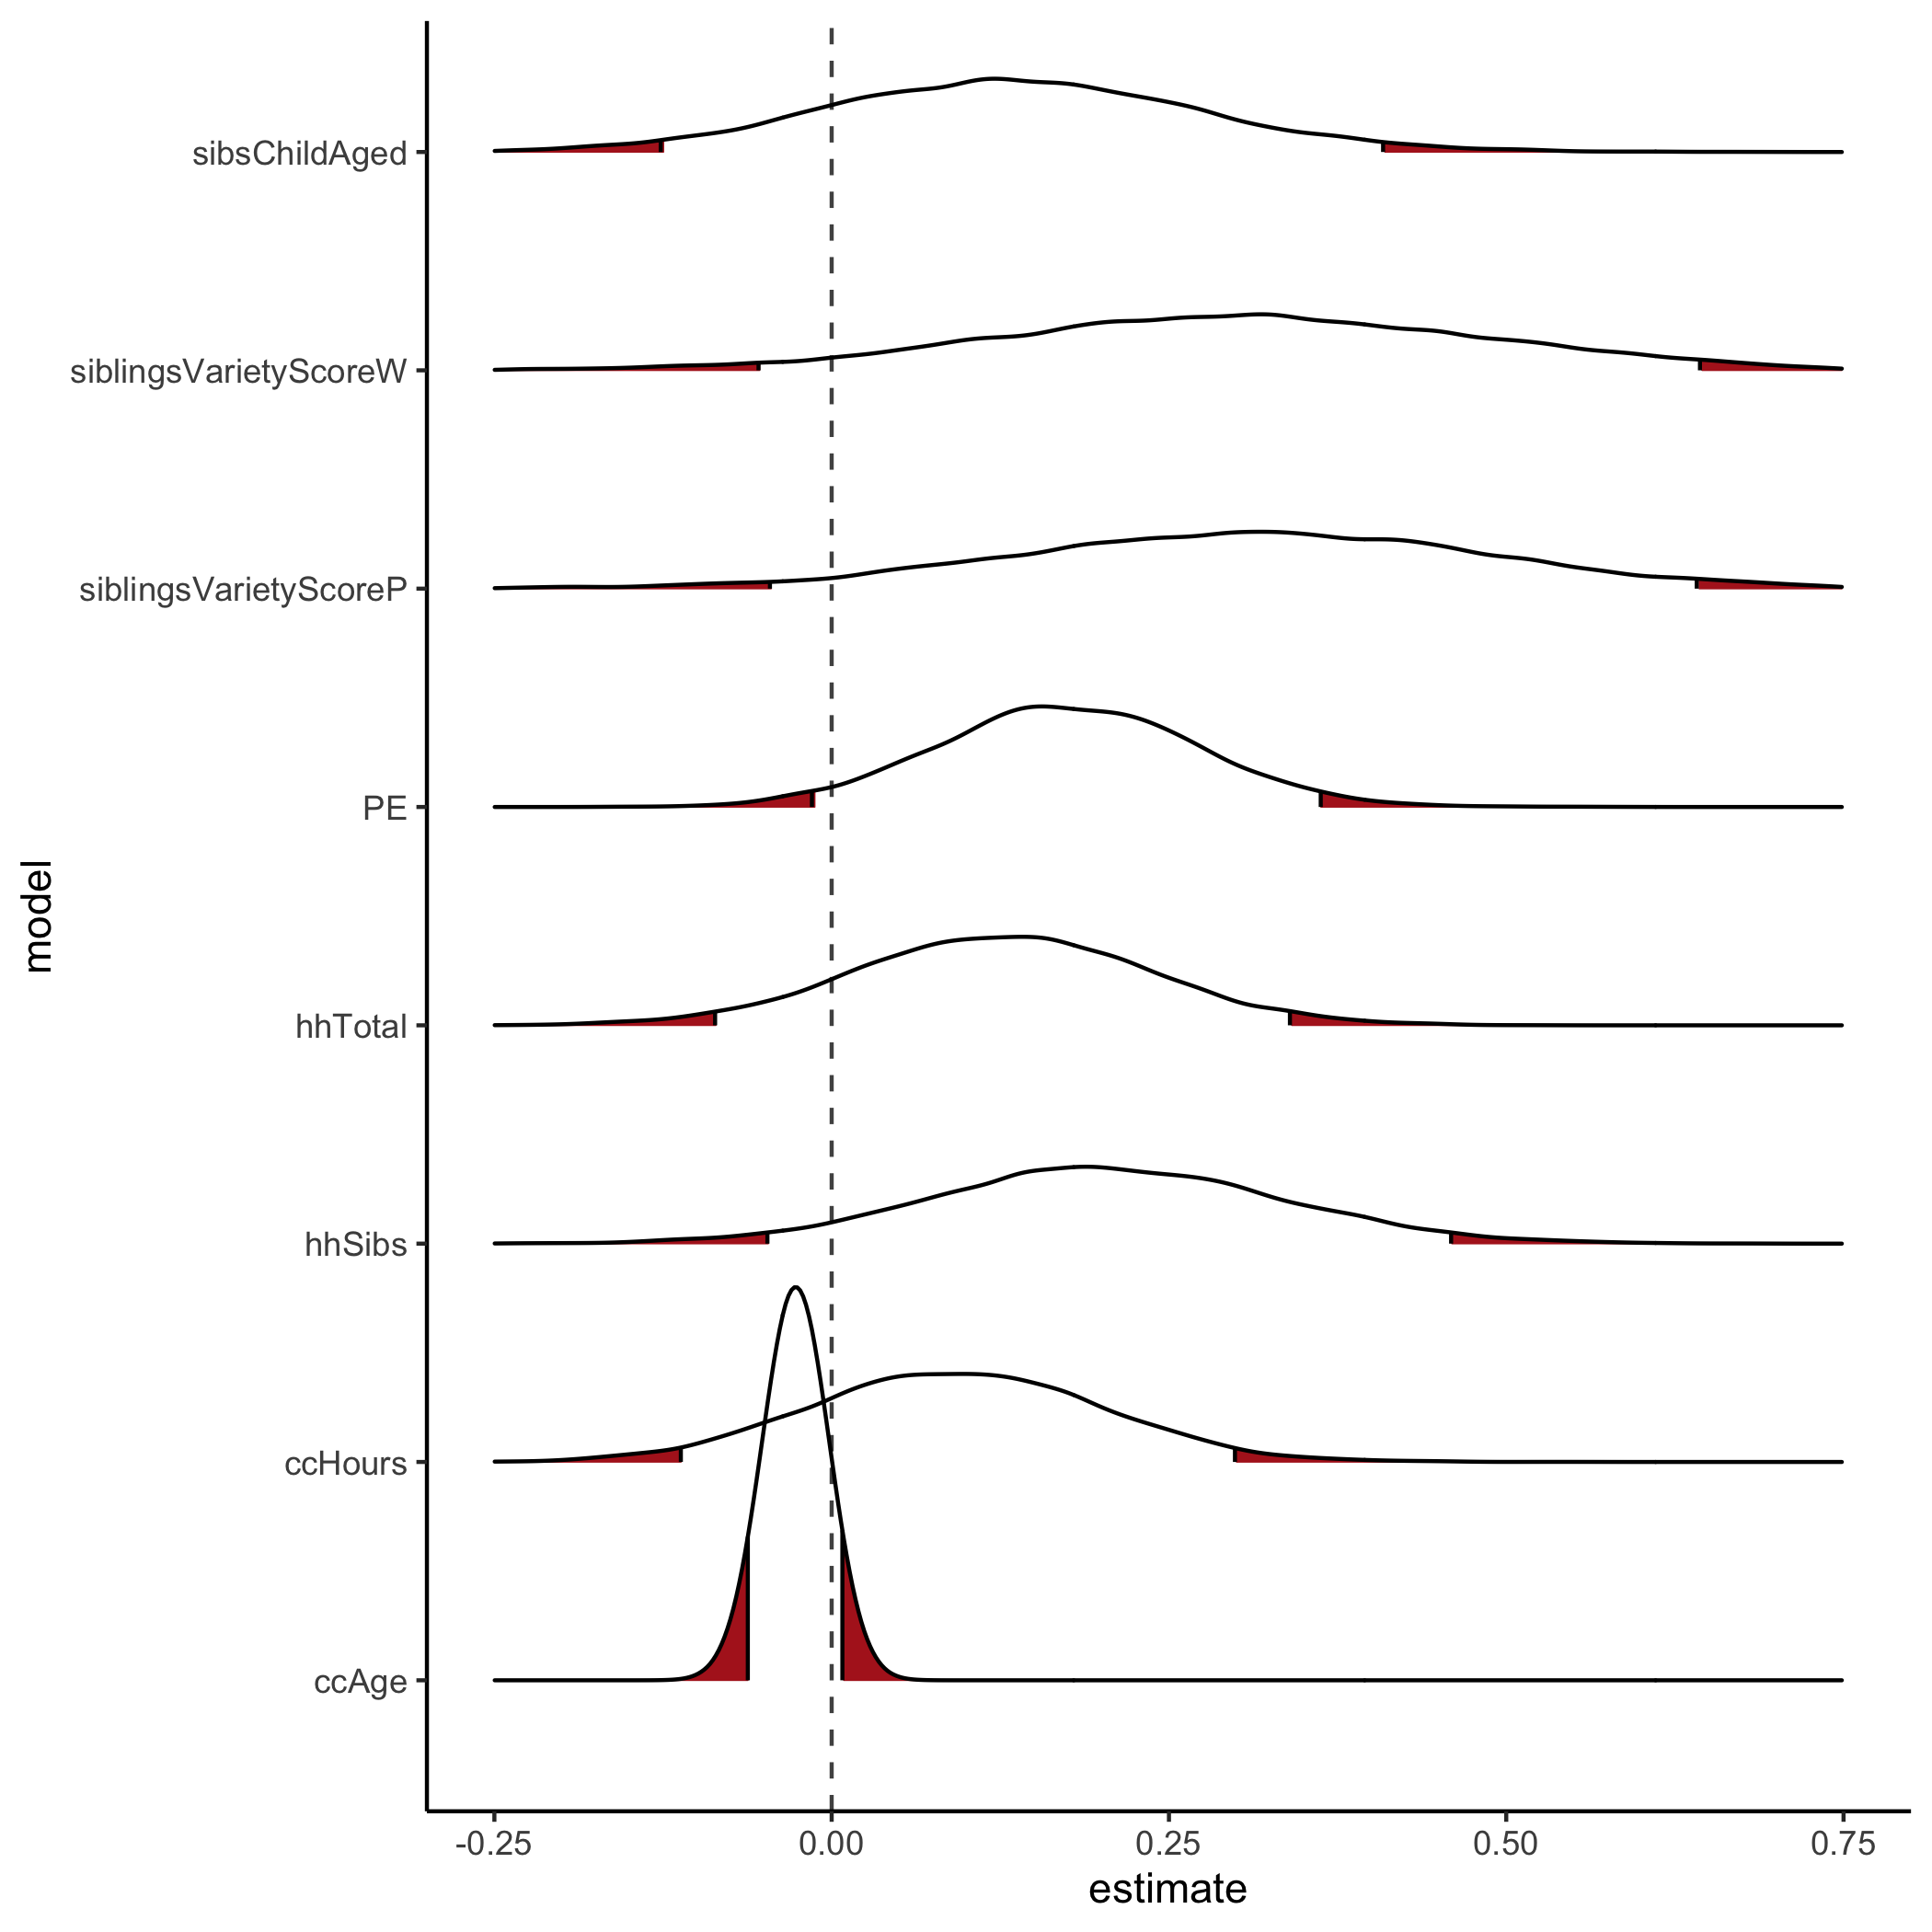 sibsChildAged
siblingsVarietyScoreW
siblingsVarietyScoreP
PE
model
hhTotal
hhSibs
ccHours
ccAge
-0.25 0.00 0.25 0.50 0.75
estimate